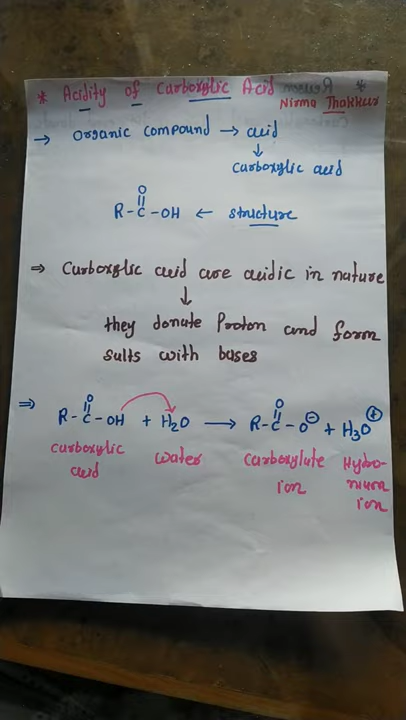 * Acidity of Carboxylic Acid *
Nirma Thakkur
→ Organic compound → acid
↓
Carboxylic acid
O
||
R-C-OH ← structure
⇒ Carboxylic acid are acidic in nature
↓
they donate Proton and form
salts with bases
⇒ R-C-OH + H₂O → R-C-O⊖ + H₃O⊕
O O
|| ||
carboxylic water carboxylate Hydro-
acid ion nium
ion